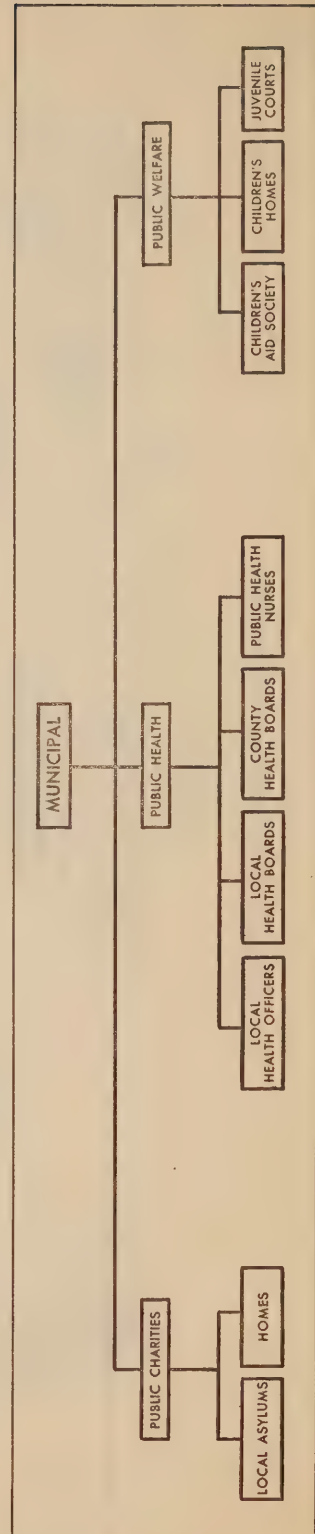 MUNICIPAL
PUBLIC CHARITIES
PUBLIC HEALTH
PUBLIC WELFARE
LOCAL ASYLUMS
HOMES
LOCAL
HEALTH OFFICERS
LOCAL
HEALTH BOARDS
COUNTY
HEALTH BOARDS
PUBLIC HEALTH
NURSES
CHILDREN'S
AID SOCIETY
CHILDREN'S
HOMES
JUVENILE
COURTS